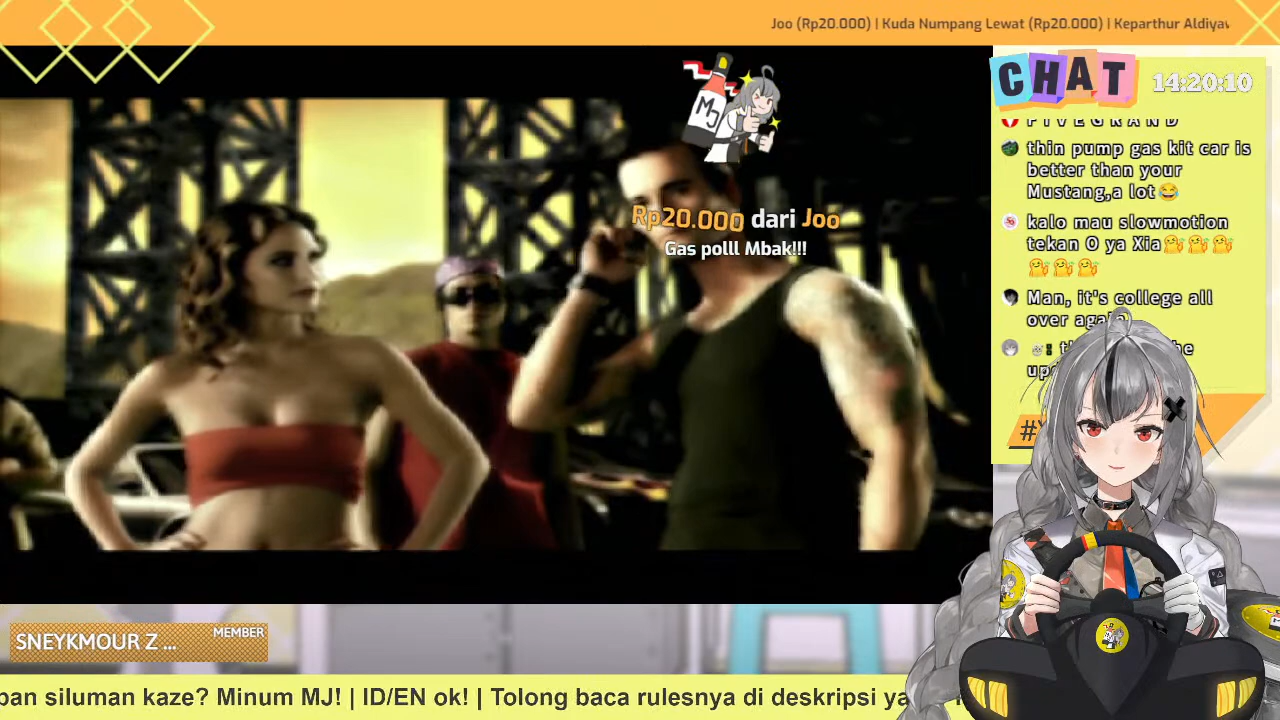 Joo (Rp20.000) | Kuda Numpang Lewat (Rp20.000) | Keparthur Aldiyav
CHAT 14:20:10
FIVEGRAND
thin pump gas kit car is
better than your
Mustang,a lot😂
kalo mau slowmotion
tekan O ya Xia
Man, it's college all
over again
MJ
Rp20.000 dari Joo
Gas polll Mbak!!!
SNEYKMOUR Z ... MEMBER
pan siluman kaze? Minum MJ! | ID/EN ok! | Tolong baca rulesnya di deskripsi ya